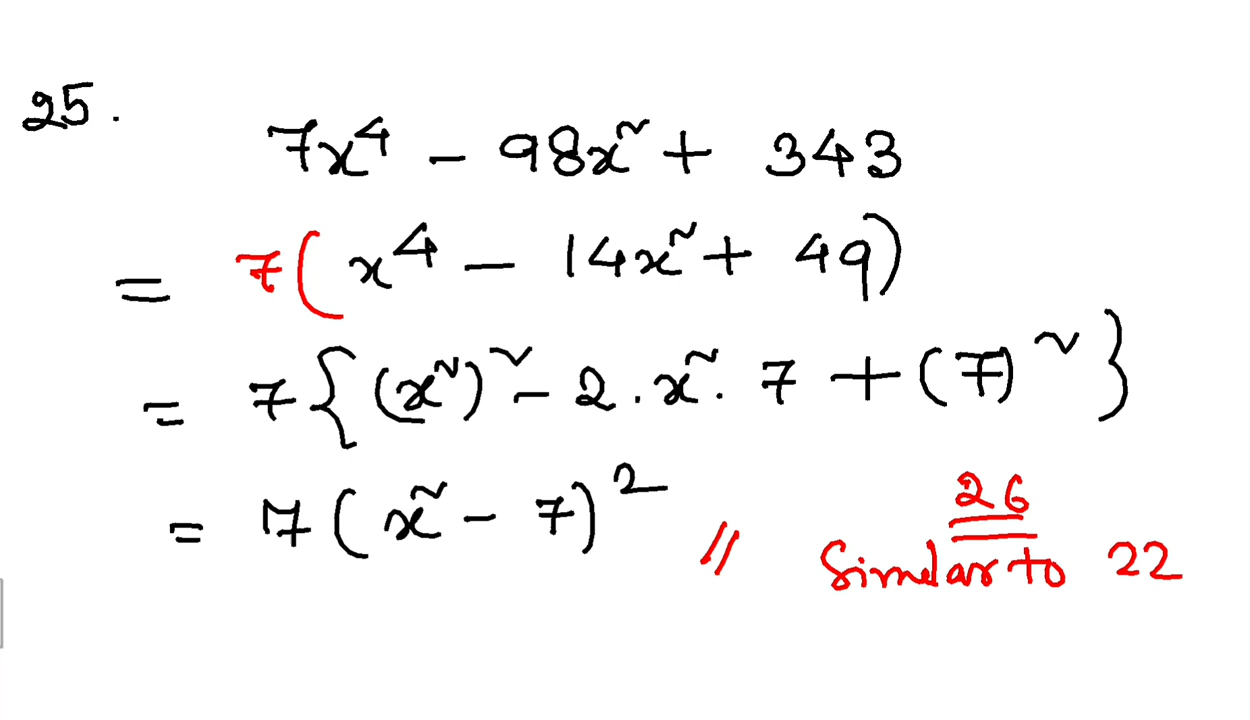 25.
7x⁴ - 98x² + 343
= 7(x⁴ - 14x² + 49)
= 7{(x²)² - 2.x².7 + (7)²}
= 7(x² - 7)² //
26
Similar to 22